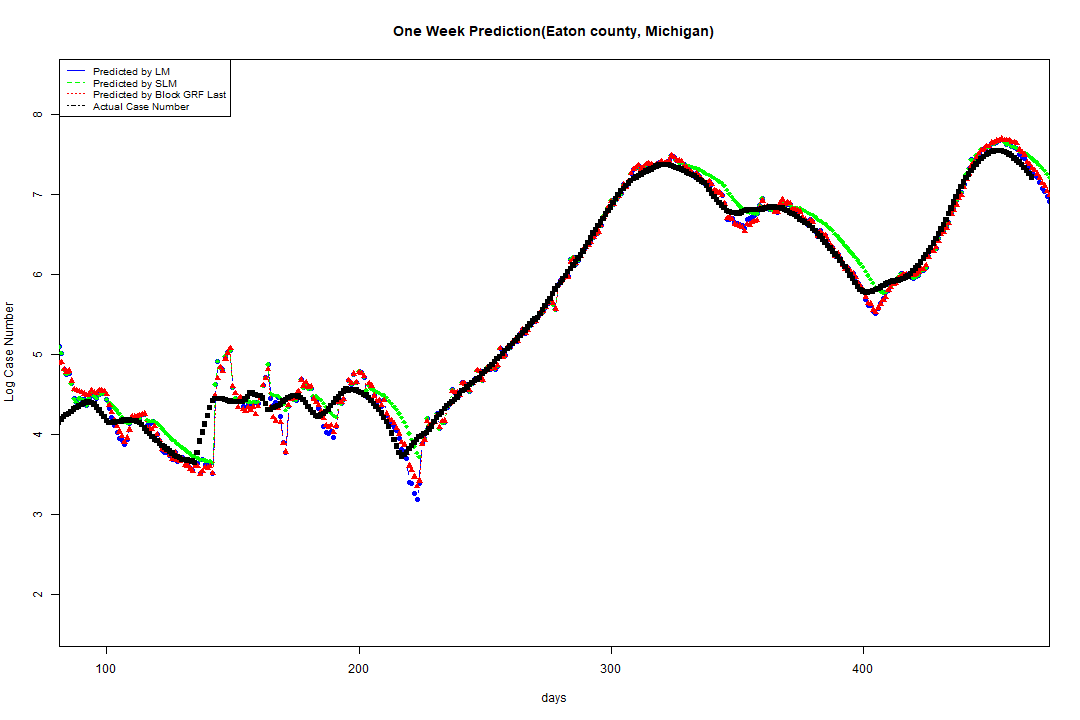 One Week Prediction(Eaton county, Michigan)
Predicted by LM
Predicted by SLM
Predicted by Block GRF Last
Actual Case Number
8
7
6
5
4
3
2
Log Case Number
100 200 300 400
days